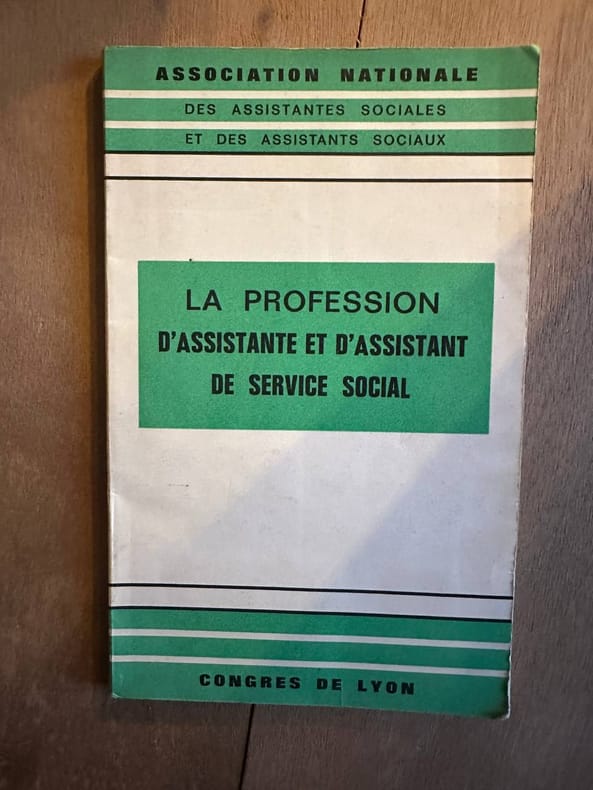 ASSOCIATION NATIONALE
DES ASSISTANTES SOCIALES
ET DES ASSISTANTS SOCIAUX
LA PROFESSION
D'ASSISTANTE ET D'ASSISTANT
DE SERVICE SOCIAL
CONGRES DE LYON